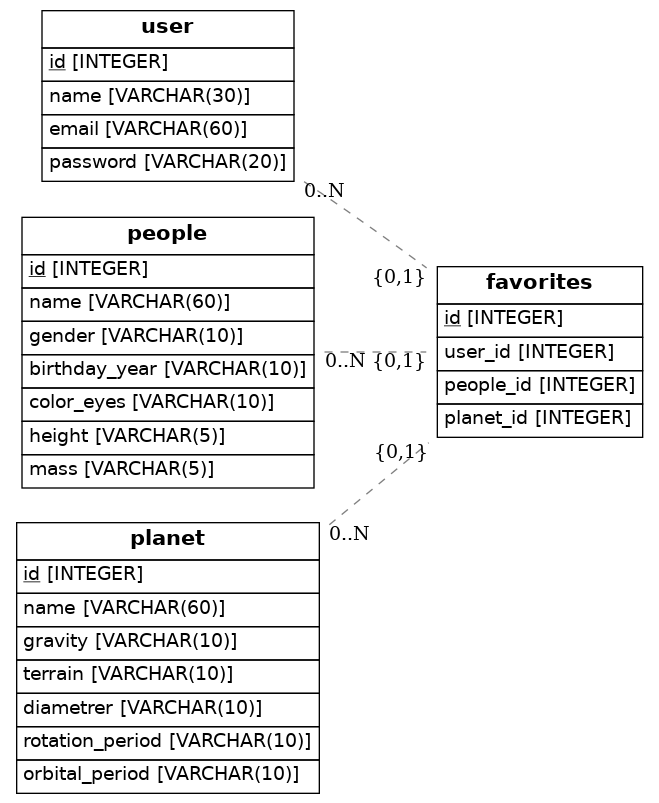 user
id [INTEGER]
name [VARCHAR(30)]
email [VARCHAR(60)]
password [VARCHAR(20)]
0..N
{0,1}
people
id [INTEGER]
name [VARCHAR(60)]
gender [VARCHAR(10)]
birthday_year [VARCHAR(10)]
color_eyes [VARCHAR(10)]
height [VARCHAR(5)]
mass [VARCHAR(5)]
0..N {0,1}
favorites
id [INTEGER]
user_id [INTEGER]
people_id [INTEGER]
planet_id [INTEGER]
{0,1}
0..N
planet
id [INTEGER]
name [VARCHAR(60)]
gravity [VARCHAR(10)]
terrain [VARCHAR(10)]
diametrer [VARCHAR(10)]
rotation_period [VARCHAR(10)]
orbital_period [VARCHAR(10)]